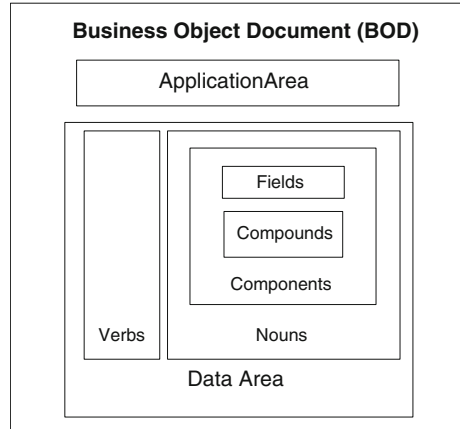 Business Object Document (BOD)
ApplicationArea
Fields
Compounds
Components
Verbs
Nouns
Data Area